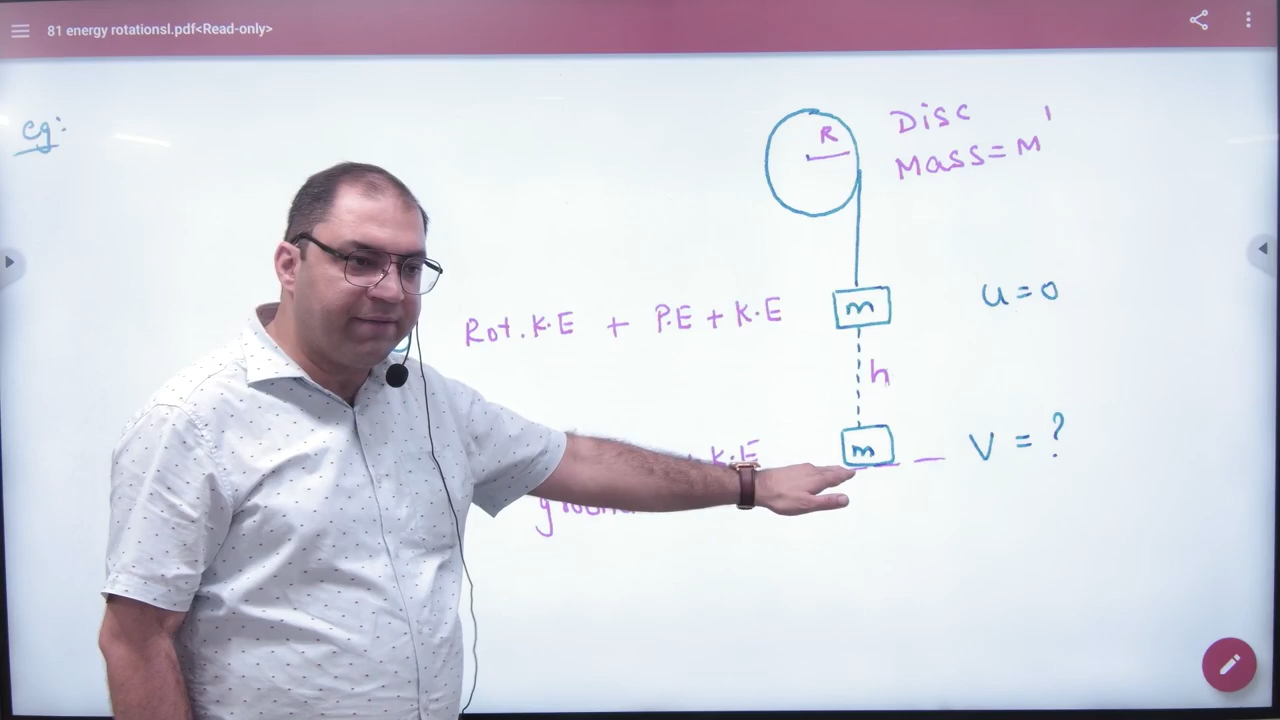 81 energy rotationsl.pdf<Read-only>
eg:
R
Disc
Mass = M'
m
u = 0
Rot. K.E + P.E + K.E
h
m
V = ?
K.E